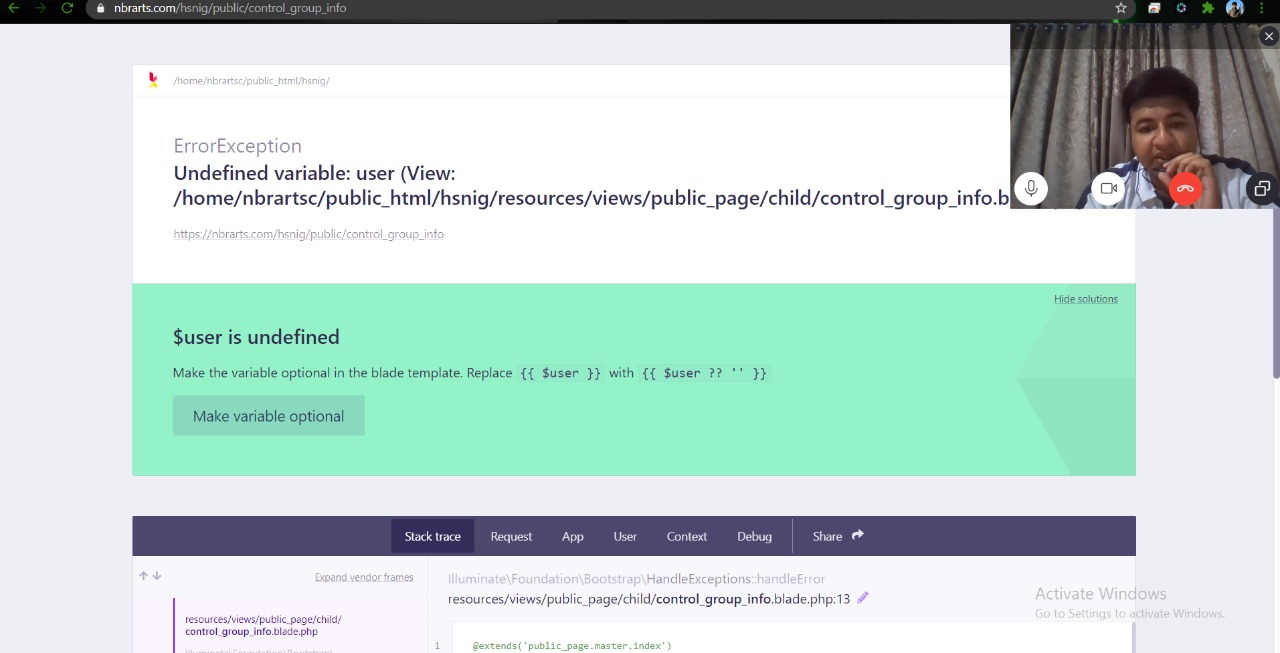 nbrarts.com/hsnig/public/control_group_info
/home/nbrartsc/public_html/hsnig/
ErrorException
Undefined variable: user (View:
/home/nbrartsc/public_html/hsnig/resources/views/public_page/child/control_group_info.b
https://nbrarts.com/hsnig/public/control_group_info
Hide solutions
$user is undefined
Make the variable optional in the blade template. Replace {{ $user }} with {{ $user ?? '' }}
Make variable optional
Stack trace Request App User Context Debug Share
Expand vendor frames
Illuminate\Foundation\Bootstrap\HandleExceptions::handleError
resources/views/public_page/child/control_group_info.blade.php:13
resources/views/public_page/child/
control_group_info.blade.php
Illuminate\Foundation\Bootstrap\
1 @extends('public_page.master.index')
Activate Windows
Go to Settings to activate Windows.